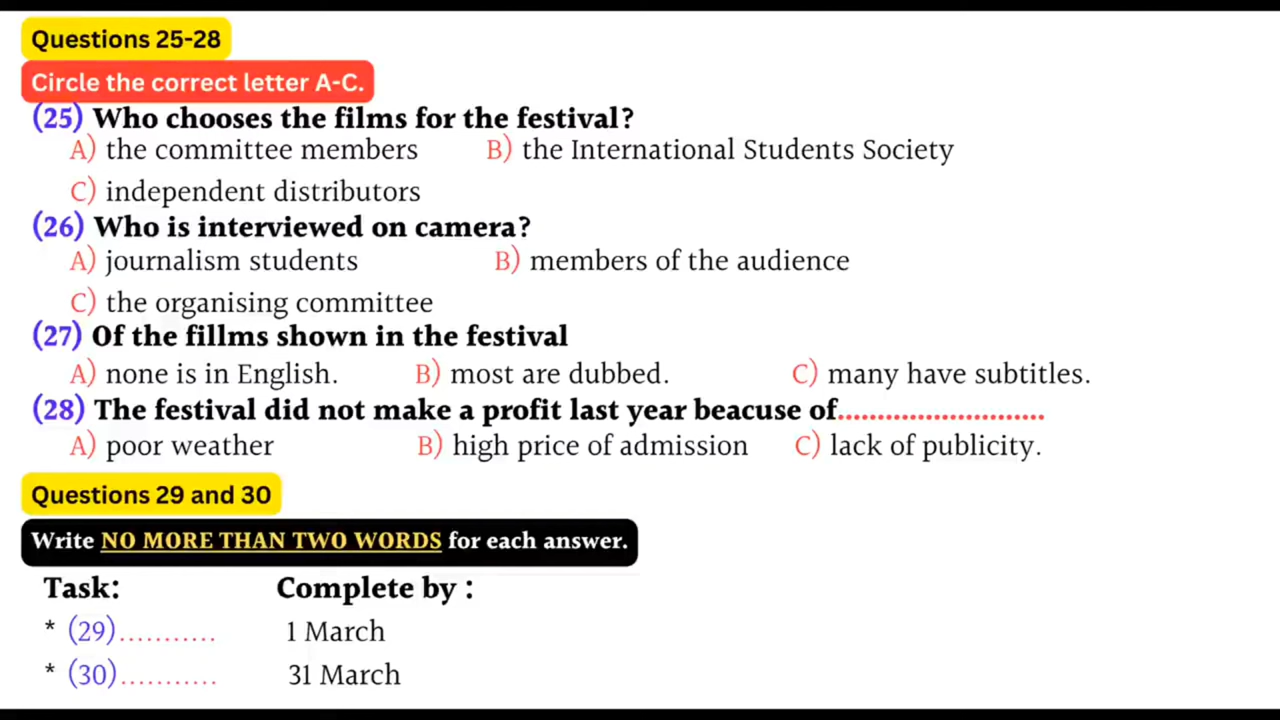 Questions 25-28
Circle the correct letter A-C.
(25) Who chooses the films for the festival?
A) the committee members B) the International Students Society
C) independent distributors
(26) Who is interviewed on camera?
A) journalism students B) members of the audience
C) the organising committee
(27) Of the fillms shown in the festival
A) none is in English. B) most are dubbed. C) many have subtitles.
(28) The festival did not make a profit last year beacuse of..........................
A) poor weather B) high price of admission C) lack of publicity.
Questions 29 and 30
Write NO MORE THAN TWO WORDS for each answer.
Task: Complete by :
* (29)........... 1 March
* (30)........... 31 March